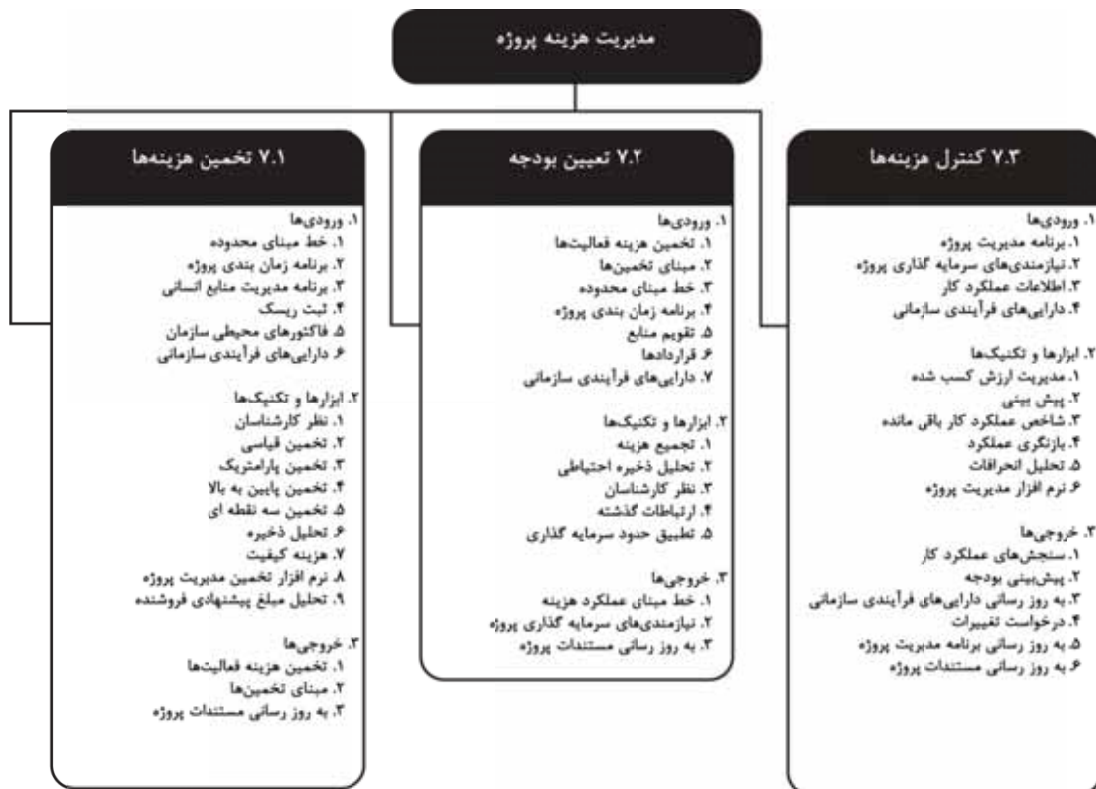 مدیریت هزینه پروژه
۷.۱ تخمین هزینه‌ها
۱. ورودی‌ها
۱. خط مبنای محدوده
۲. برنامه زمان بندی پروژه
۳. برنامه مدیریت منابع انسانی
۴. ثبت ریسک
۵. فاکتورهای محیطی سازمان
۶. دارایی‌های فرآیندی سازمانی
۲. ابزارها و تکنیک‌ها
۱. نظر کارشناسان
۲. تخمین قیاسی
۳. تخمین پارامتریک
۴. تخمین پایین به بالا
۵. تخمین سه نقطه ای
۶. تحلیل ذخیره
۷. هزینه کیفیت
۸. نرم افزار تخمین مدیریت پروژه
۹. تحلیل مبلغ پیشنهادی فروشنده
۳. خروجی‌ها
۱. تخمین هزینه فعالیت‌ها
۲. مبنای تخمین‌ها
۳. به روز رسانی مستندات پروژه
۷.۲ تعیین بودجه
۱. ورودی‌ها
۱. تخمین هزینه فعالیت‌ها
۲. مبنای تخمین‌ها
۳. خط مبنای محدوده
۴. برنامه زمان بندی پروژه
۵. تقویم منابع
۶. قراردادها
۷. دارایی‌های فرآیندی سازمانی
۲. ابزارها و تکنیک‌ها
۱. تجمیع هزینه
۲. تحلیل ذخیره احتیاطی
۳. نظر کارشناسان
۴. ارتباطات گذشته
۵. تطبیق حدود سرمایه گذاری
۳. خروجی‌ها
۱. خط مبنای عملکرد هزینه
۲. نیازمندی‌های سرمایه گذاری پروژه
۳. به روز رسانی مستندات پروژه
۷.۳ کنترل هزینه‌ها
۱. ورودی‌ها
۱. برنامه مدیریت پروژه
۲. نیازمندی‌های سرمایه گذاری پروژه
۳. اطلاعات عملکرد کار
۴. دارایی‌های فرآیندی سازمانی
۲. ابزارها و تکنیک‌ها
۱. مدیریت ارزش کسب شده
۲. پیش بینی
۳. شاخص عملکرد کار باقی مانده
۴. بازنگری عملکرد
۵. تحلیل انحرافات
۶. نرم افزار مدیریت پروژه
۳. خروجی‌ها
۱. سنجش‌های عملکرد کار
۲. پیش‌بینی بودجه
۳. به روز رسانی دارایی‌های فرآیندی سازمانی
۴. درخواست تغییرات
۵. به روز رسانی برنامه مدیریت پروژه
۶. به روز رسانی مستندات پروژه